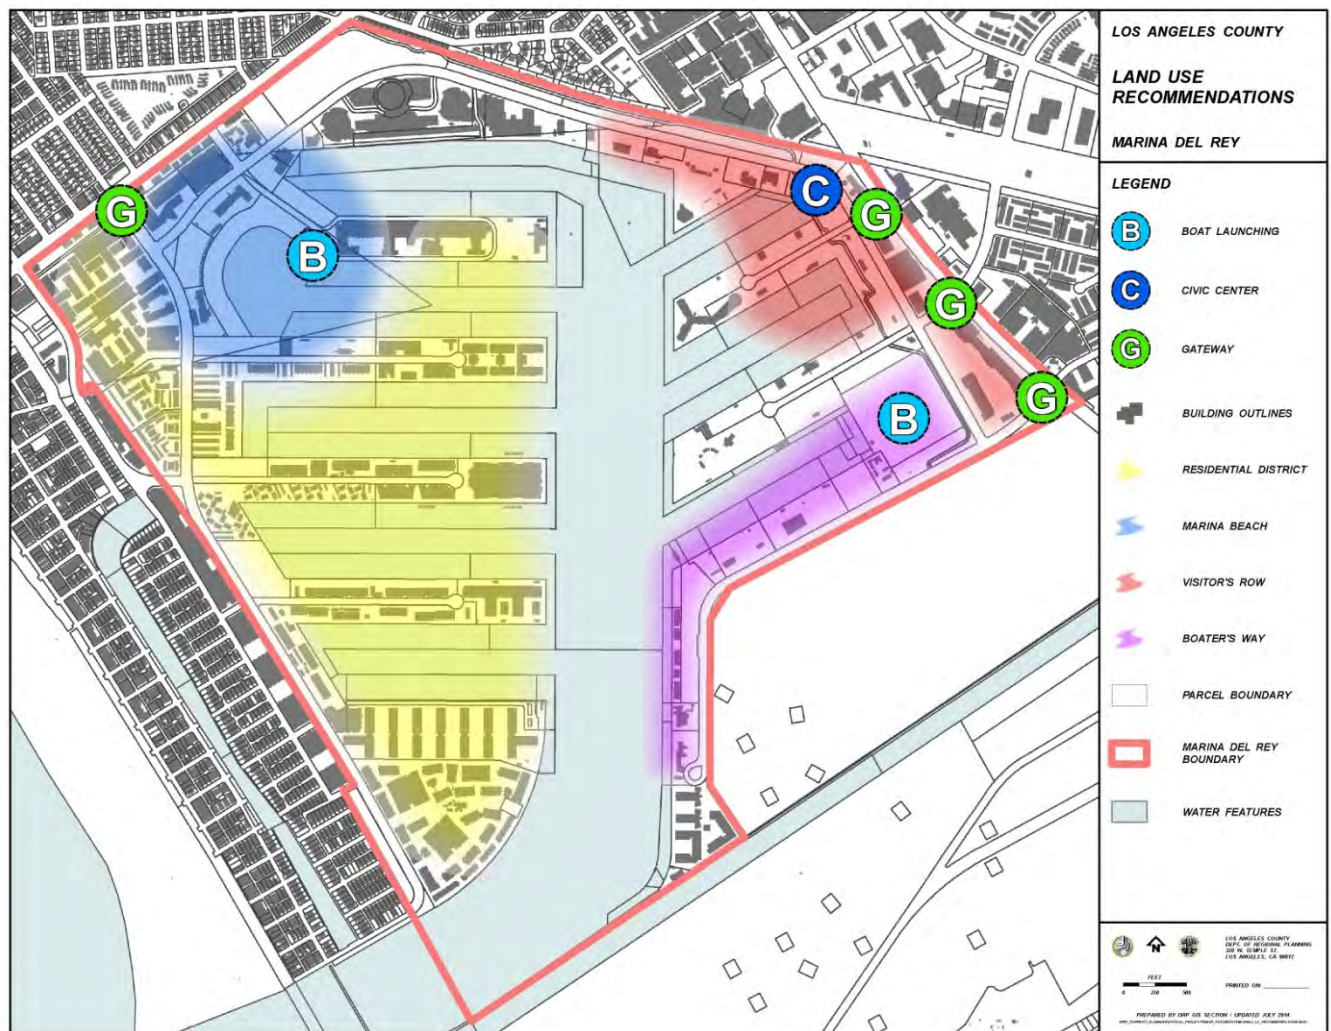 LOS ANGELES COUNTY
LAND USE
RECOMMENDATIONS
MARINA DEL REY
LEGEND
B BOAT LAUNCHING
C CIVIC CENTER
G GATEWAY
BUILDING OUTLINES
RESIDENTIAL DISTRICT
MARINA BEACH
VISITOR'S ROW
BOATER'S WAY
PARCEL BOUNDARY
MARINA DEL REY
BOUNDARY
WATER FEATURES
G
B
C
G
G
G
B
N
LOS ANGELES COUNTY
DEPT. OF REGIONAL PLANNING
320 W. TEMPLE ST.
LOS ANGELES, CA 90012
FEET
0 250 500
PRINTED ON:
PREPARED BY DRP GIS SECTION | UPDATED JULY 2014